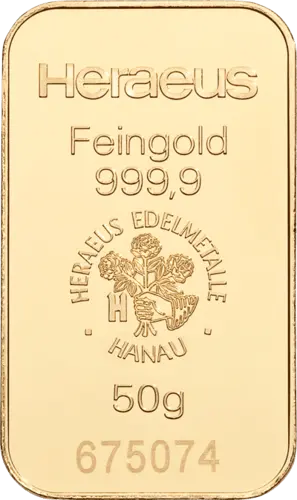 Heraeus
Feingold
999,9
HERAEUS EDELMETALLE
H
· HANAU ·
50g
675074